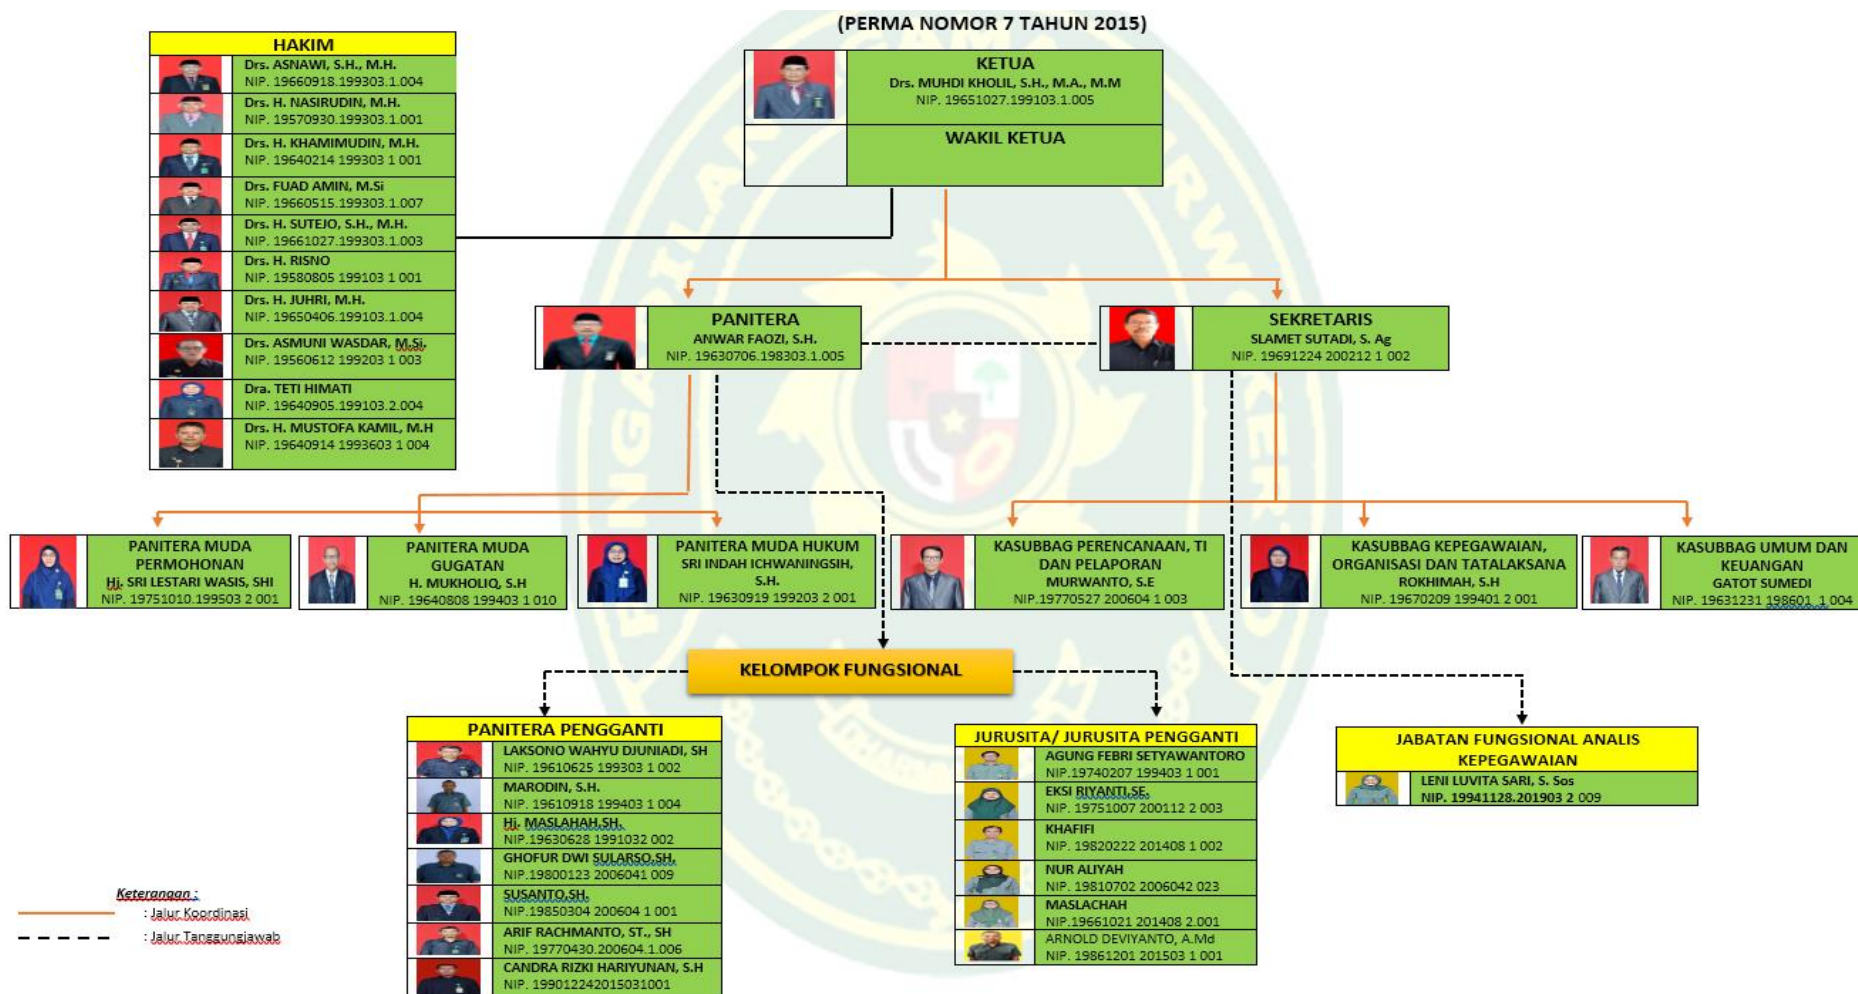 (PERMA NOMOR 7 TAHUN 2015)
HAKIM
Drs. ASNAWI, S.H., M.H.
NIP. 19660918.199303.1.004
Drs. H. NASIRUDIN, M.H.
NIP. 19570930.199303.1.001
Drs. H. KHAMIMUDIN, M.H.
NIP. 19640214 199303 1 001
Drs. FUAD AMIN, M.Si
NIP. 19660515.199303.1.007
Drs. H. SUTEJO, S.H., M.H.
NIP. 19661027.199303.1.003
Drs. H. RISNO
NIP. 19580805 199103 1 001
Drs. H. JUHRI, M.H.
NIP. 19650406.199103.1.004
Drs. ASMUNI WASDAR, M.Si.
NIP. 19560612 199203 1 003
Dra. TETI HIMATI
NIP. 19640905.199103.2.004
Drs. H. MUSTOFA KAMIL, M.H
NIP. 19640914 1993603 1 004
KETUA
Drs. MUHDI KHOLIL, S.H., M.A., M.M
NIP. 19651027.199103.1.005
WAKIL KETUA
PANITERA
ANWAR FAOZI, S.H.
NIP. 19630706.198303.1.005
SEKRETARIS
SLAMET SUTADI, S. Ag
NIP. 19691224 200212 1 002
PANITERA MUDA
PERMOHONAN
Hj. SRI LESTARI WASIS, SHI
NIP. 19751010.199503 2 001
PANITERA MUDA
GUGATAN
H. MUKHOLIQ, S.H
NIP. 19640808 199403 1 010
PANITERA MUDA HUKUM
SRI INDAH ICHWANINGSIH,
S.H.
NIP. 19630919 199203 2 001
KASUBBAG PERENCANAAN, TI
DAN PELAPORAN
MURWANTO, S.E
NIP.19770527 200604 1 003
KASUBBAG KEPEGAWAIAN,
ORGANISASI DAN TATALAKSANA
ROKHIMAH, S.H
NIP. 19670209 199401 2 001
KASUBBAG UMUM DAN
KEUANGAN
GATOT SUMEDI
NIP. 19631231 198601 1 004
KELOMPOK FUNGSIONAL
PANITERA PENGGANTI
LAKSONO WAHYU DJUNIADI, SH
NIP. 19610625 199303 1 002
MARODIN, S.H.
NIP. 19610918 199403 1 004
Hj. MASLAHAH,SH.
NIP.19630628 1991032 002
GHOFUR DWI SULARSO,SH.
NIP.19800123 2006041 009
SUSANTO,SH.
NIP.19850304 200604 1 001
ARIF RACHMANTO, ST., SH
NIP. 19770430.200604.1.006
CANDRA RIZKI HARIYUNAN, S.H
NIP. 199012242015031001
JURUSITA/ JURUSITA PENGGANTI
AGUNG FEBRI SETYAWANTORO
NIP.19740207 199403 1 001
EKSI RIYANTI,SE.
NIP. 19751007 200112 2 003
KHAFIFI
NIP. 19820222 201408 1 002
NUR ALIYAH
NIP. 19810702 2006042 023
MASLACHAH
NIP.19661021 201408 2.001
ARNOLD DEVIYANTO, A.Md
NIP. 19861201 201503 1 001
JABATAN FUNGSIONAL ANALIS
KEPEGAWAIAN
LENI LUVITA SARI, S. Sos
NIP. 19941128.201903 2 009
Keterangan :
: Jalur Koordinasi
: Jalur Tanggungjawab